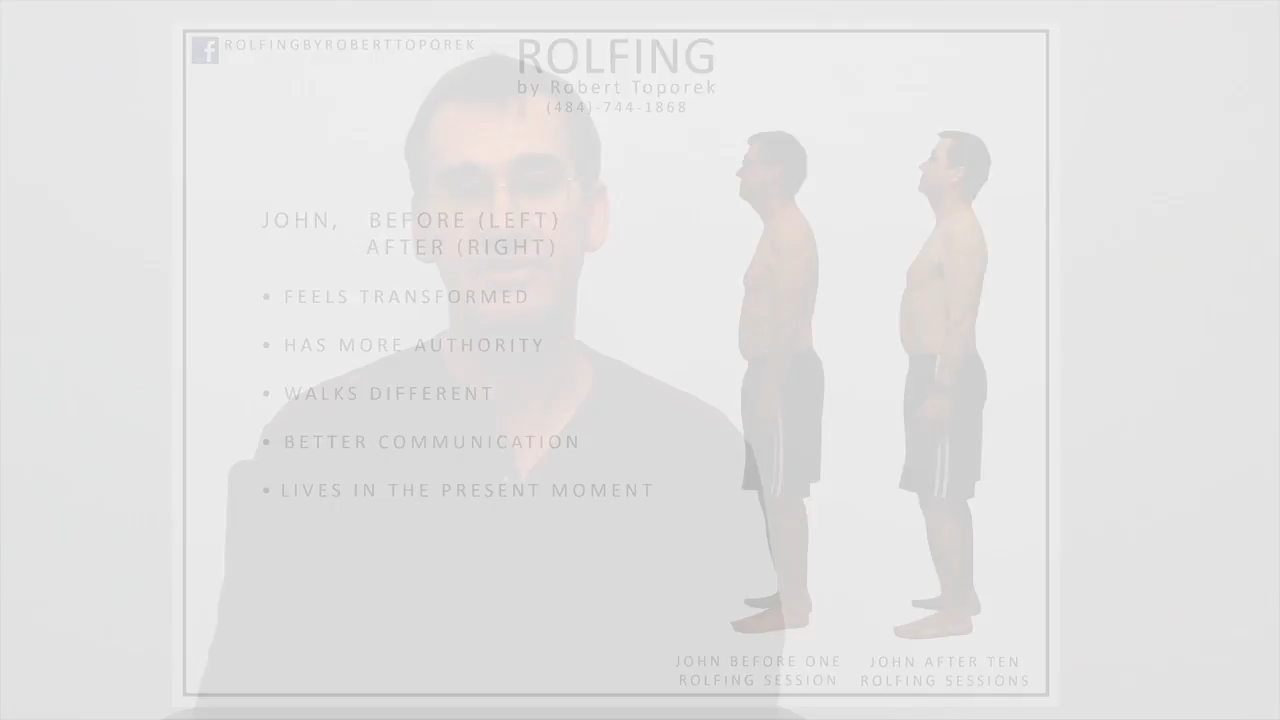 ROLFINGBYROBERTTOPOREK
ROLFING
by Robert Toporek
(484)-744-1868
JOHN, BEFORE (LEFT)
AFTER (RIGHT)
• FEELS TRANSFORMED
• HAS MORE AUTHORITY
• WALKS DIFFERENT
• BETTER COMMUNICATION
• LIVES IN THE PRESENT MOMENT
JOHN BEFORE ONE
ROLFING SESSION
JOHN AFTER TEN
ROLFING SESSIONS